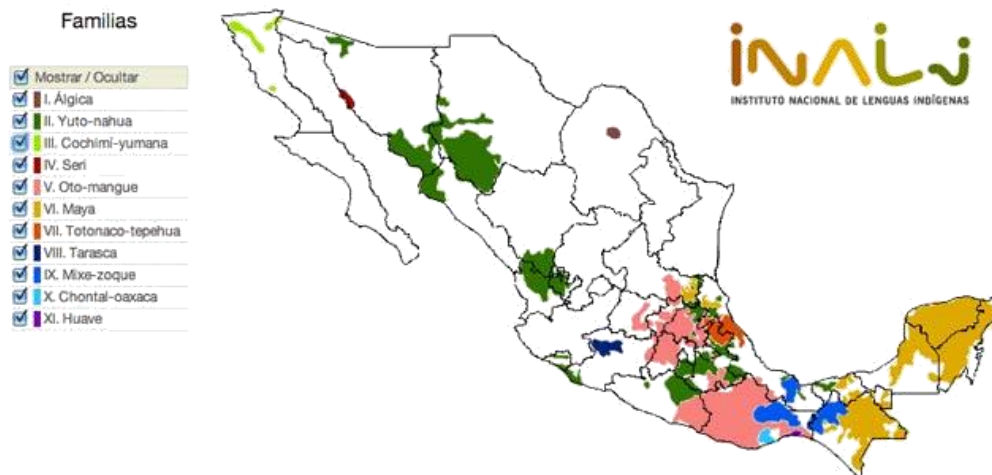 Familias
Mostrar / Ocultar
I. Álgica
II. Yuto-nahua
III. Cochimí-yumana
IV. Seri
V. Oto-mangue
VI. Maya
VII. Totonaco-tepehua
VIII. Tarasca
IX. Mixe-zoque
X. Chontal-oaxaca
XI. Huave
INALI
INSTITUTO NACIONAL DE LENGUAS INDÍGENAS